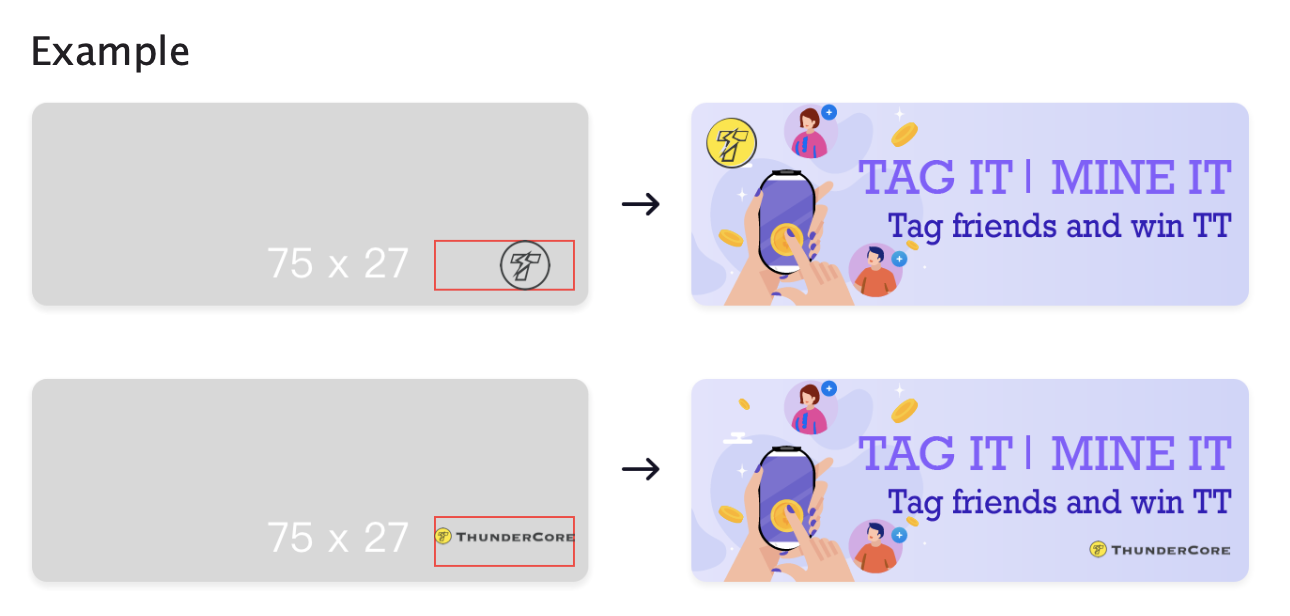 Example
75 x 27
TAG IT| MINE IT
Tag friends and win TT
75 x 27
THUNDERCORE
TAG IT| MINE IT
Tag friends and win TT
THUNDERCORE